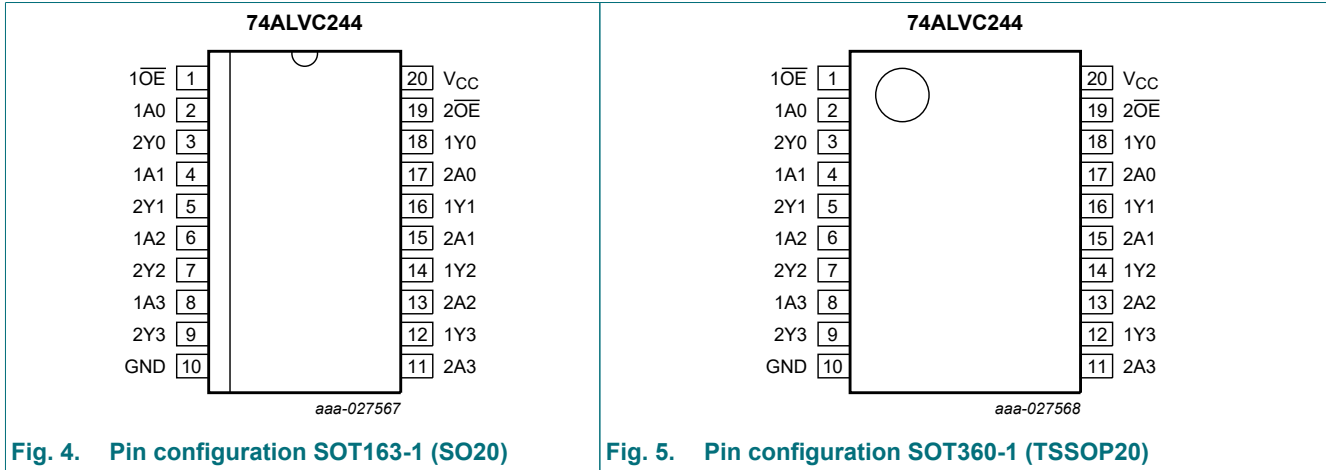 74ALVC244
1O̅E̅ 1 20 VCC
1A0 2 19 2O̅E̅
2Y0 3 18 1Y0
1A1 4 17 2A0
2Y1 5 16 1Y1
1A2 6 15 2A1
2Y2 7 14 1Y2
1A3 8 13 2A2
2Y3 9 12 1Y3
GND 10 11 2A3
aaa-027567
Fig. 4. Pin configuration SOT163-1 (SO20)
74ALVC244
1O̅E̅ 1 20 VCC
1A0 2 19 2O̅E̅
2Y0 3 18 1Y0
1A1 4 17 2A0
2Y1 5 16 1Y1
1A2 6 15 2A1
2Y2 7 14 1Y2
1A3 8 13 2A2
2Y3 9 12 1Y3
GND 10 11 2A3
aaa-027568
Fig. 5. Pin configuration SOT360-1 (TSSOP20)